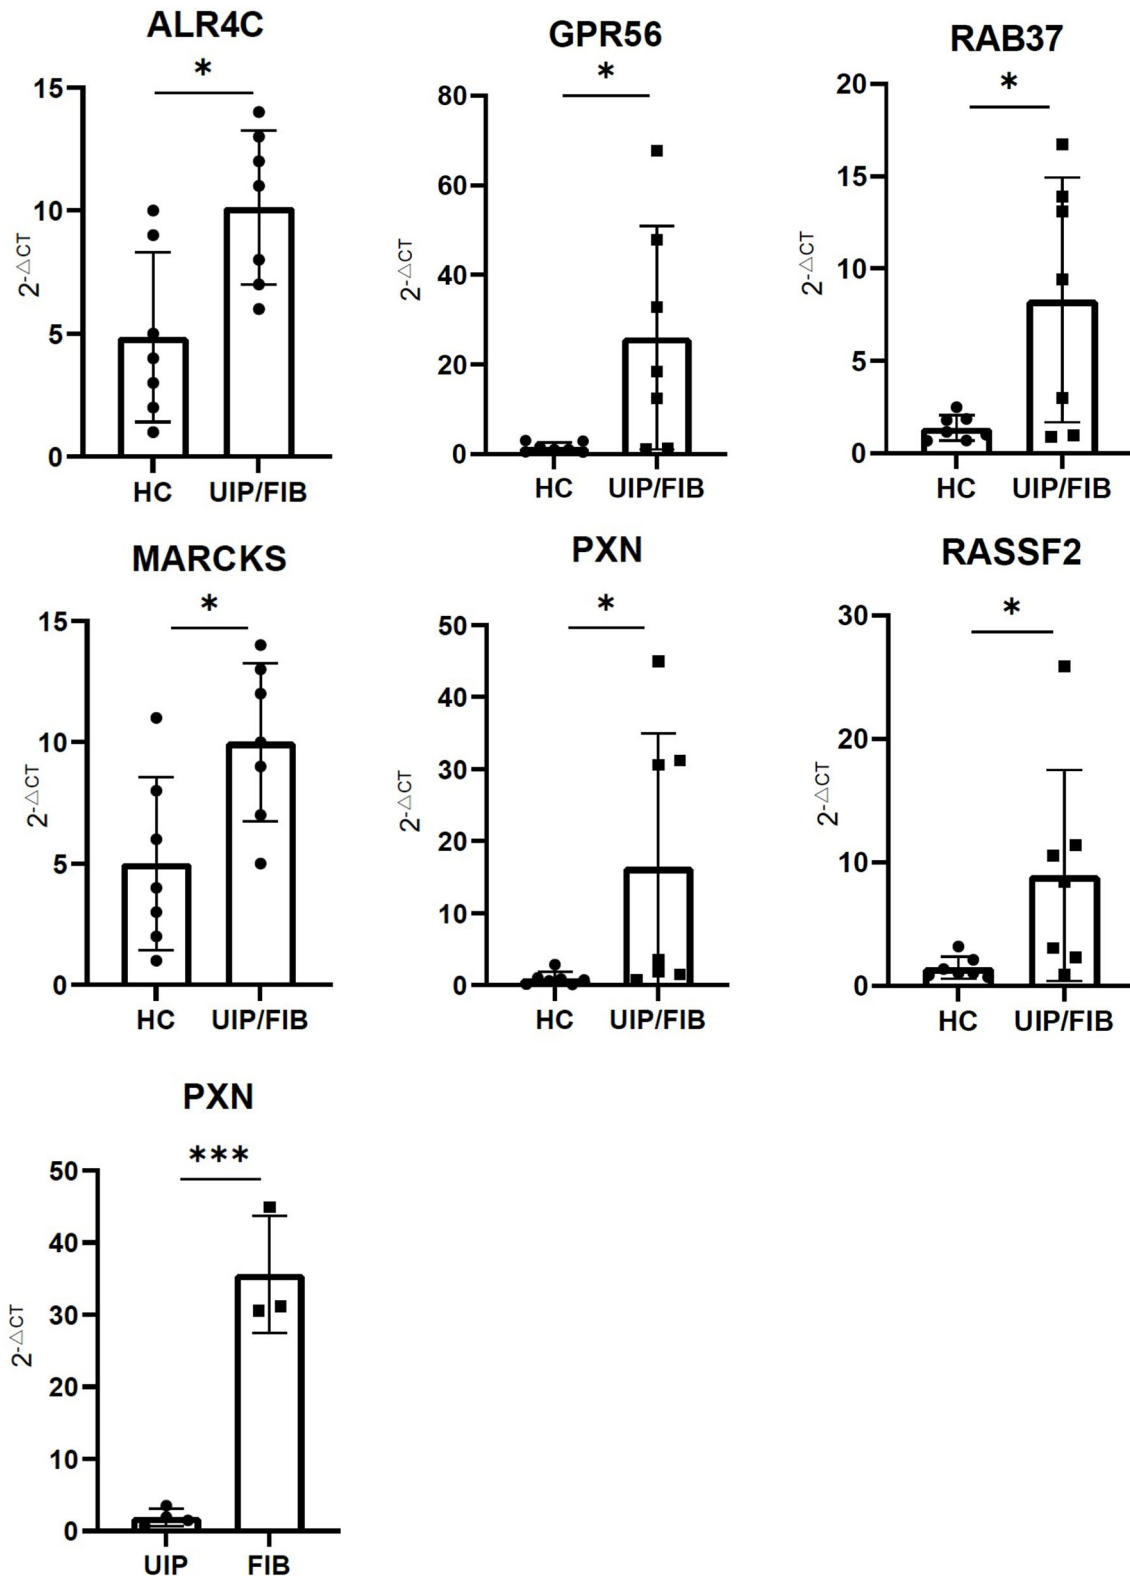 ALR4C
*
15
10
5
0
2-△CT
HC UIP/FIB
GPR56
*
80
60
40
20
0
2-△CT
HC UIP/FIB
RAB37
*
20
15
10
5
0
2-△CT
HC UIP/FIB
MARCKS
*
15
10
5
0
2-△CT
HC UIP/FIB
PXN
*
50
40
30
20
10
0
2-△CT
HC UIP/FIB
RASSF2
*
30
20
10
0
2-△CT
HC UIP/FIB
PXN
***
50
40
30
20
10
0
2-△CT
UIP FIB